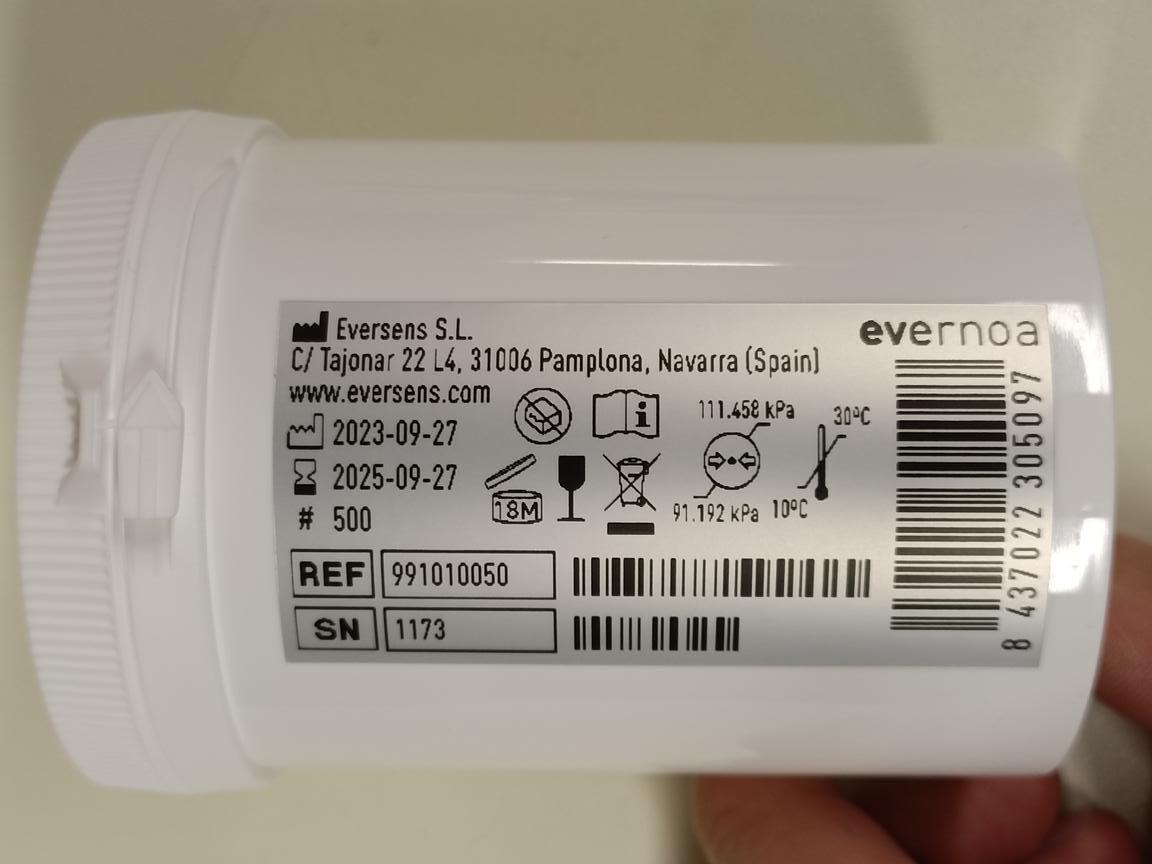 Eversens S.L.
C/ Tajonar 22 L4, 31006 Pamplona, Navarra (Spain)
www.eversens.com
2023-09-27
2025-09-27
# 500
REF 991010050
SN 1173
18M
111.458 kPa
91.192 kPa
30ºC
10ºC
evernoa
8 437022 305097